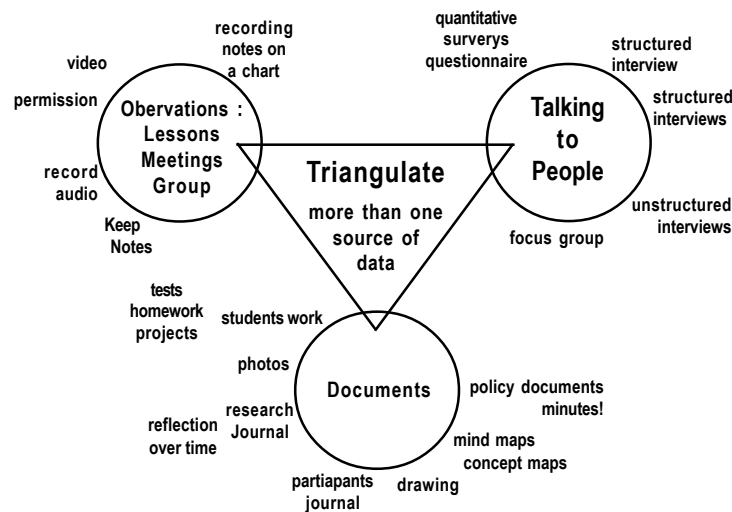 recording
notes on
a chart
video
permission
Obervations :
Lessons
Meetings
Group
record
audio
Keep
Notes
quantitative
surverys
questionnaire
structured
interview
structured
interviews
Talking
to
People
unstructured
interviews
focus group
Triangulate
more than one
source of
data
tests
homework
projects
students work
photos
Documents
research
Journal
reflection
over time
partiapants
journal
drawing
mind maps
concept maps
policy documents
minutes!